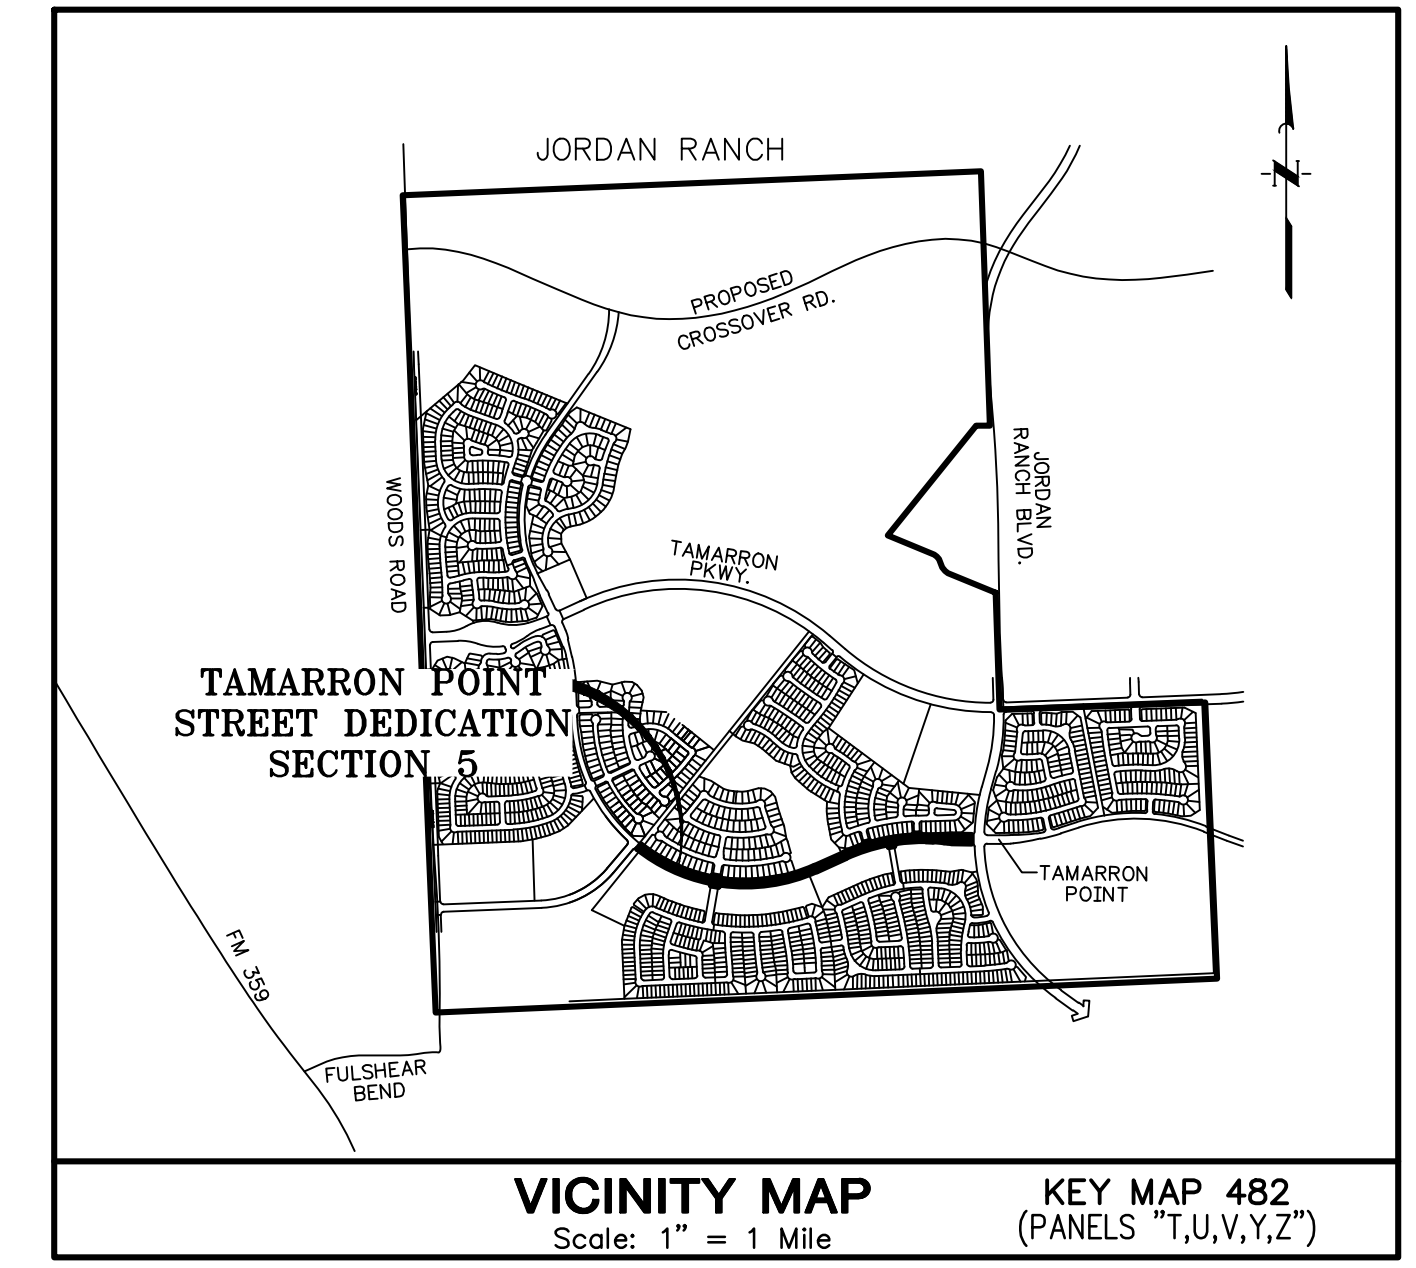 JORDAN RANCH
N
PROPOSED
CROSSOVER RD.
JORDAN
RANCH BLVD.
WOODS ROAD
TAMARRON
PKWY.
TAMARRON POINT
STREET DEDICATION
SECTION 5
TAMARRON
POINT
FM 359
FULSHEAR
BEND
VICINITY MAP
Scale: 1" = 1 Mile
KEY MAP 482
(PANELS "T,U,V,Y,Z")